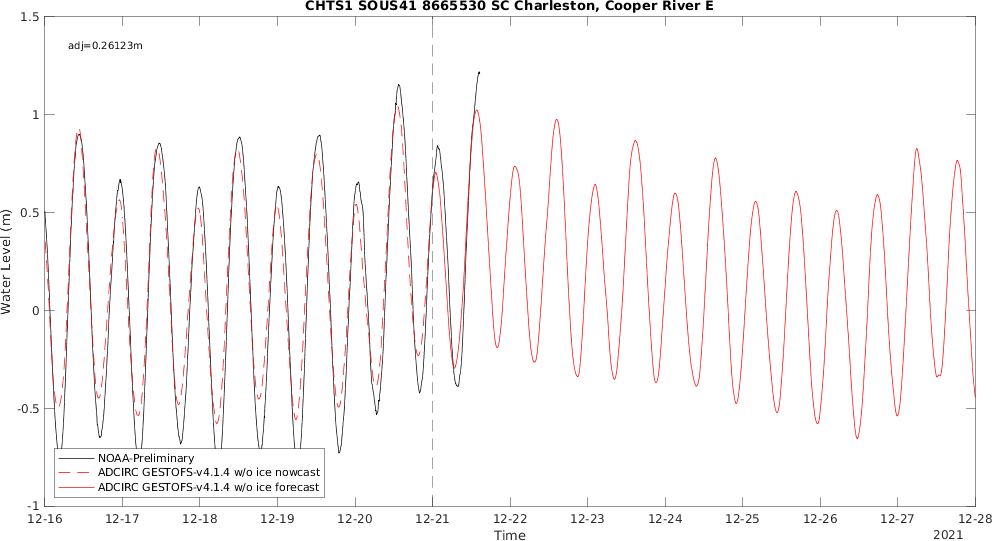 CHTS1 SOUS41 8665530 SC Charleston, Cooper River E
adj=0.26123m
1.5
1
0.5
0
-0.5
-1
Water Level (m)
NOAA-Preliminary
ADCIRC GESTOFS-v4.1.4 w/o ice nowcast
ADCIRC GESTOFS-v4.1.4 w/o ice forecast
12-16 12-17 12-18 12-19 12-20 12-21 12-22 12-23 12-24 12-25 12-26 12-27 12-28
Time
2021